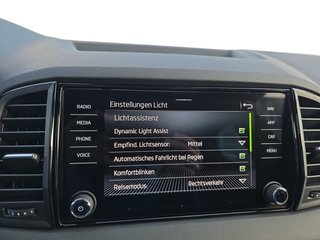 RADIO
MEDIA
PHONE
VOICE
Einstellungen Licht
Lichtassistenz
Dynamic Light Assist
Empfind. Lichtsensor: Mittel
Automatisches Fahrlicht bei Regen
Komfortblinken
Reisemodus: Rechtsverkehr
NAV
APP
CAR
MENU